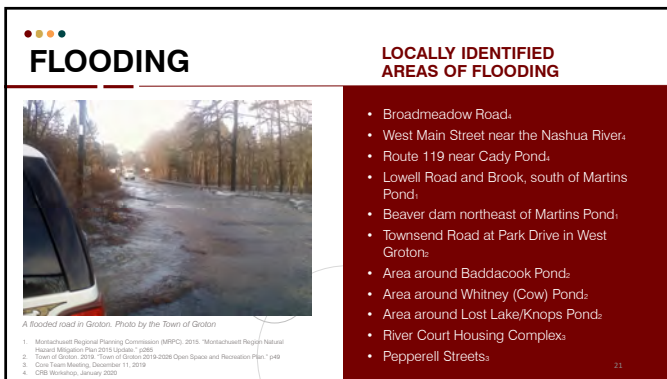 FLOODING
LOCALLY IDENTIFIED
AREAS OF FLOODING
• Broadmeadow Road₄
• West Main Street near the Nashua River₄
• Route 119 near Cady Pond₄
• Lowell Road and Brook, south of Martins
Pond₁
• Beaver dam northeast of Martins Pond₁
• Townsend Road at Park Drive in West
Groton₂
• Area around Baddacook Pond₂
• Area around Whitney (Cow) Pond₂
• Area around Lost Lake/Knops Pond₂
• River Court Housing Complex₃
• Pepperell Streets₃
A flooded road in Groton. Photo by the Town of Groton
1. Montachusett Regional Planning Commission (MRPC). 2015. "Montachusett Region Natural
Hazard Mitigation Plan 2015 Update." p265
2. Town of Groton. 2019. "Town of Groton 2019-2026 Open Space and Recreation Plan." p49
3. Core Team Meeting, December 11, 2019
4. CRB Workshop, January 2020
21